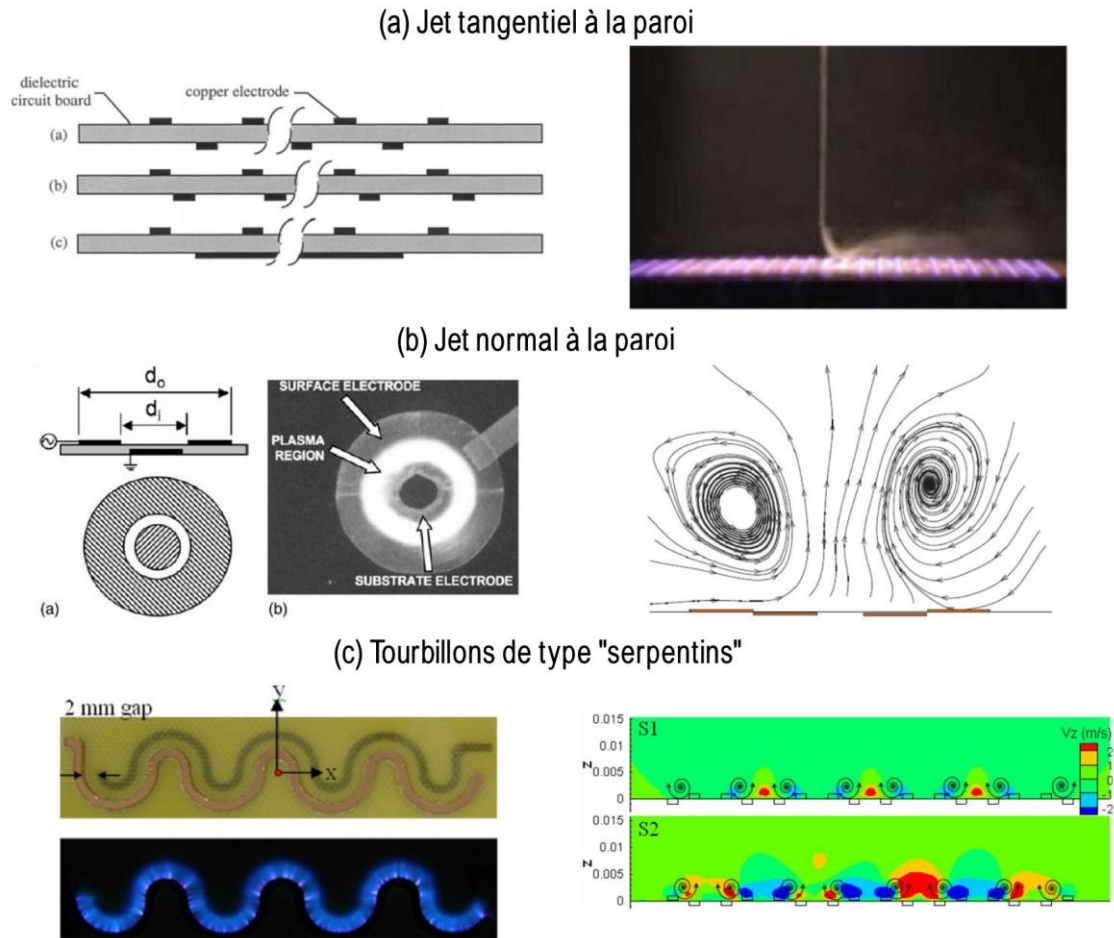 (a) Jet tangentiel à la paroi
dielectric
circuit board
copper electrode
(a)
(b)
(c)
(b) Jet normal à la paroi
d₀
dᵢ
(a)
SURFACE ELECTRODE
PLASMA
REGION
SUBSTRATE ELECTRODE
(b)
(c) Tourbillons de type "serpentins"
2 mm gap
y
x
S1
Vz (m/s)
2
1
0
-1
-2
0.015
0.01
0.005
0
z
S2
0.015
0.01
0.005
0
z